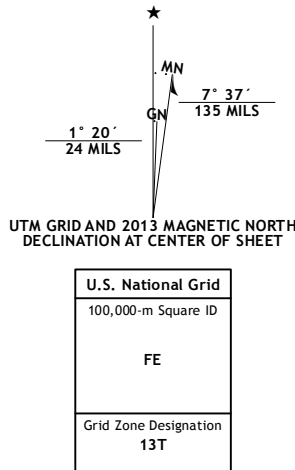 ★
MN
GN
7° 37´
135 MILS
1° 20´
24 MILS
UTM GRID AND 2013 MAGNETIC NORTH
DECLINATION AT CENTER OF SHEET
U.S. National Grid
100,000-m Square ID
FE
Grid Zone Designation
13T